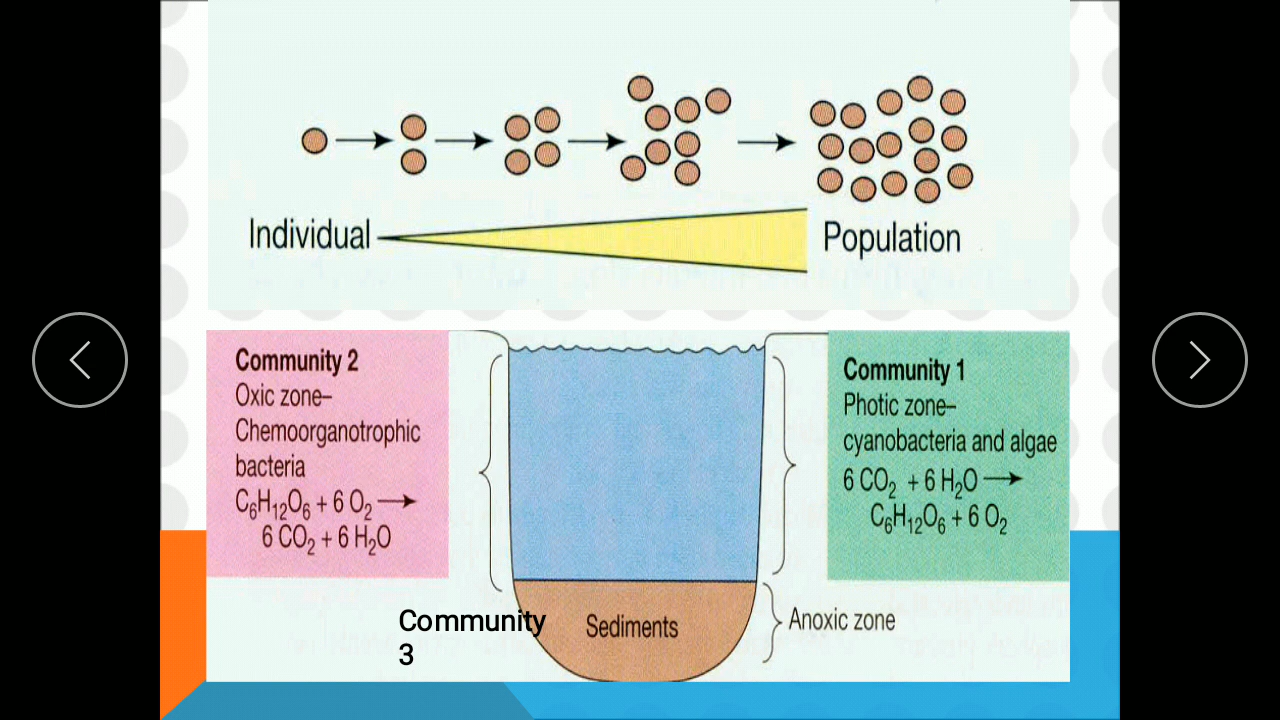 Individual
Population
Community 2
Oxic zone–
Chemoorganotrophic
bacteria
C₆H₁₂O₆ + 6 O₂ →
6 CO₂ + 6 H₂O
Community 1
Photic zone–
cyanobacteria and algae
6 CO₂ + 6 H₂O →
C₆H₁₂O₆ + 6 O₂
Community
3
Sediments
Anoxic zone